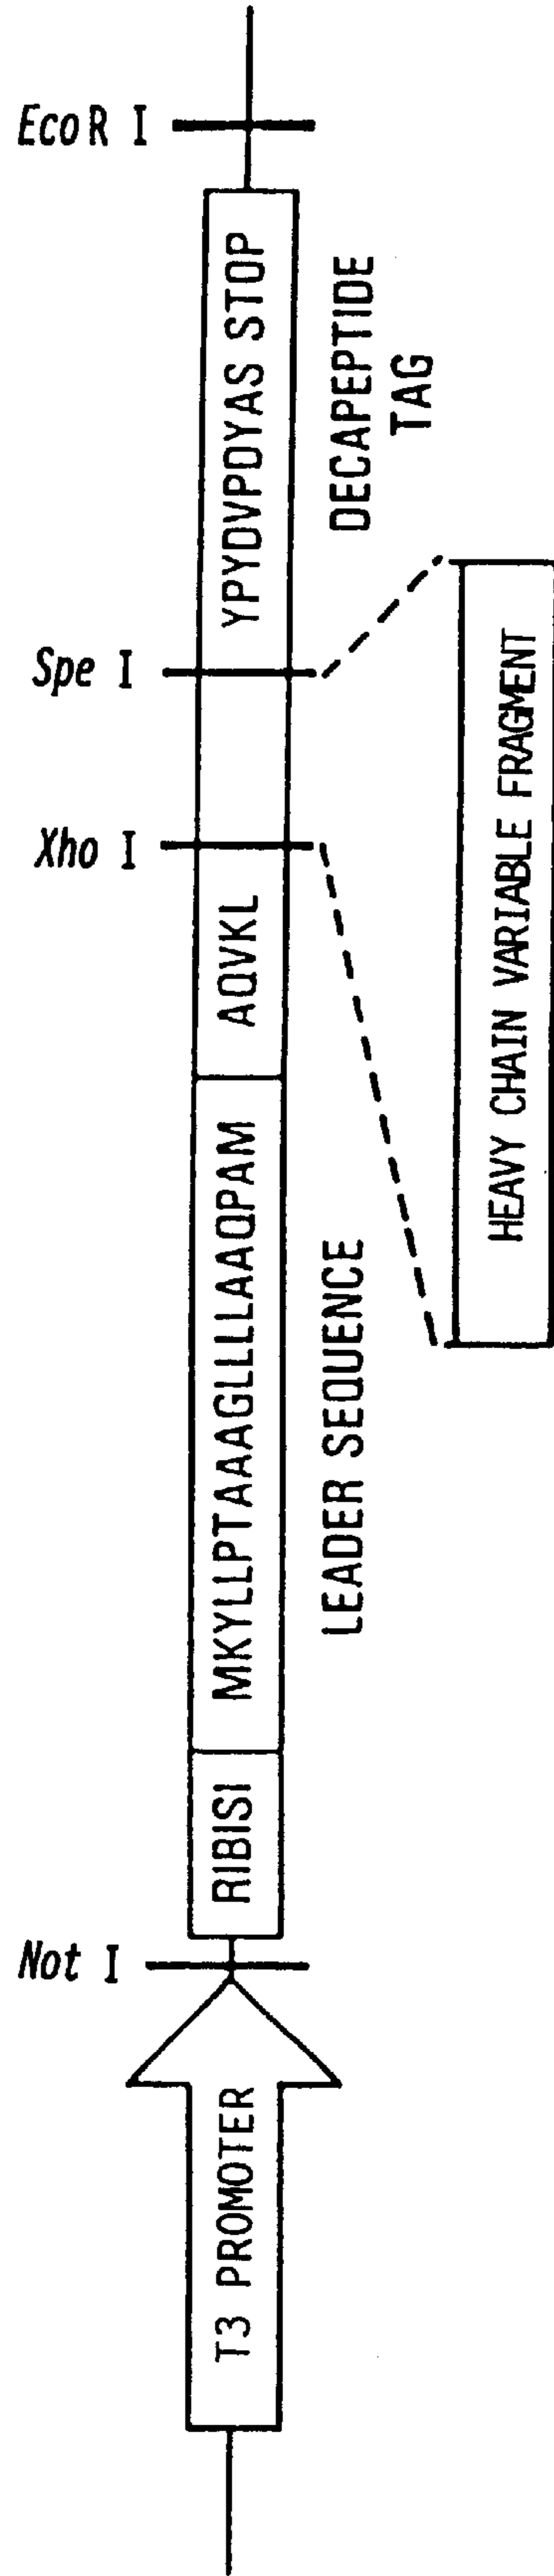 Not I
Xho I
Spe I
EcoR I
T3 PROMOTER
RIBISI
MKYLLPTAAAGLLLLAAQPAM
AQVKL
YPYDVPDYAS STOP
LEADER SEQUENCE
DECAPEPTIDE
TAG
HEAVY CHAIN VARIABLE FRAGMENT